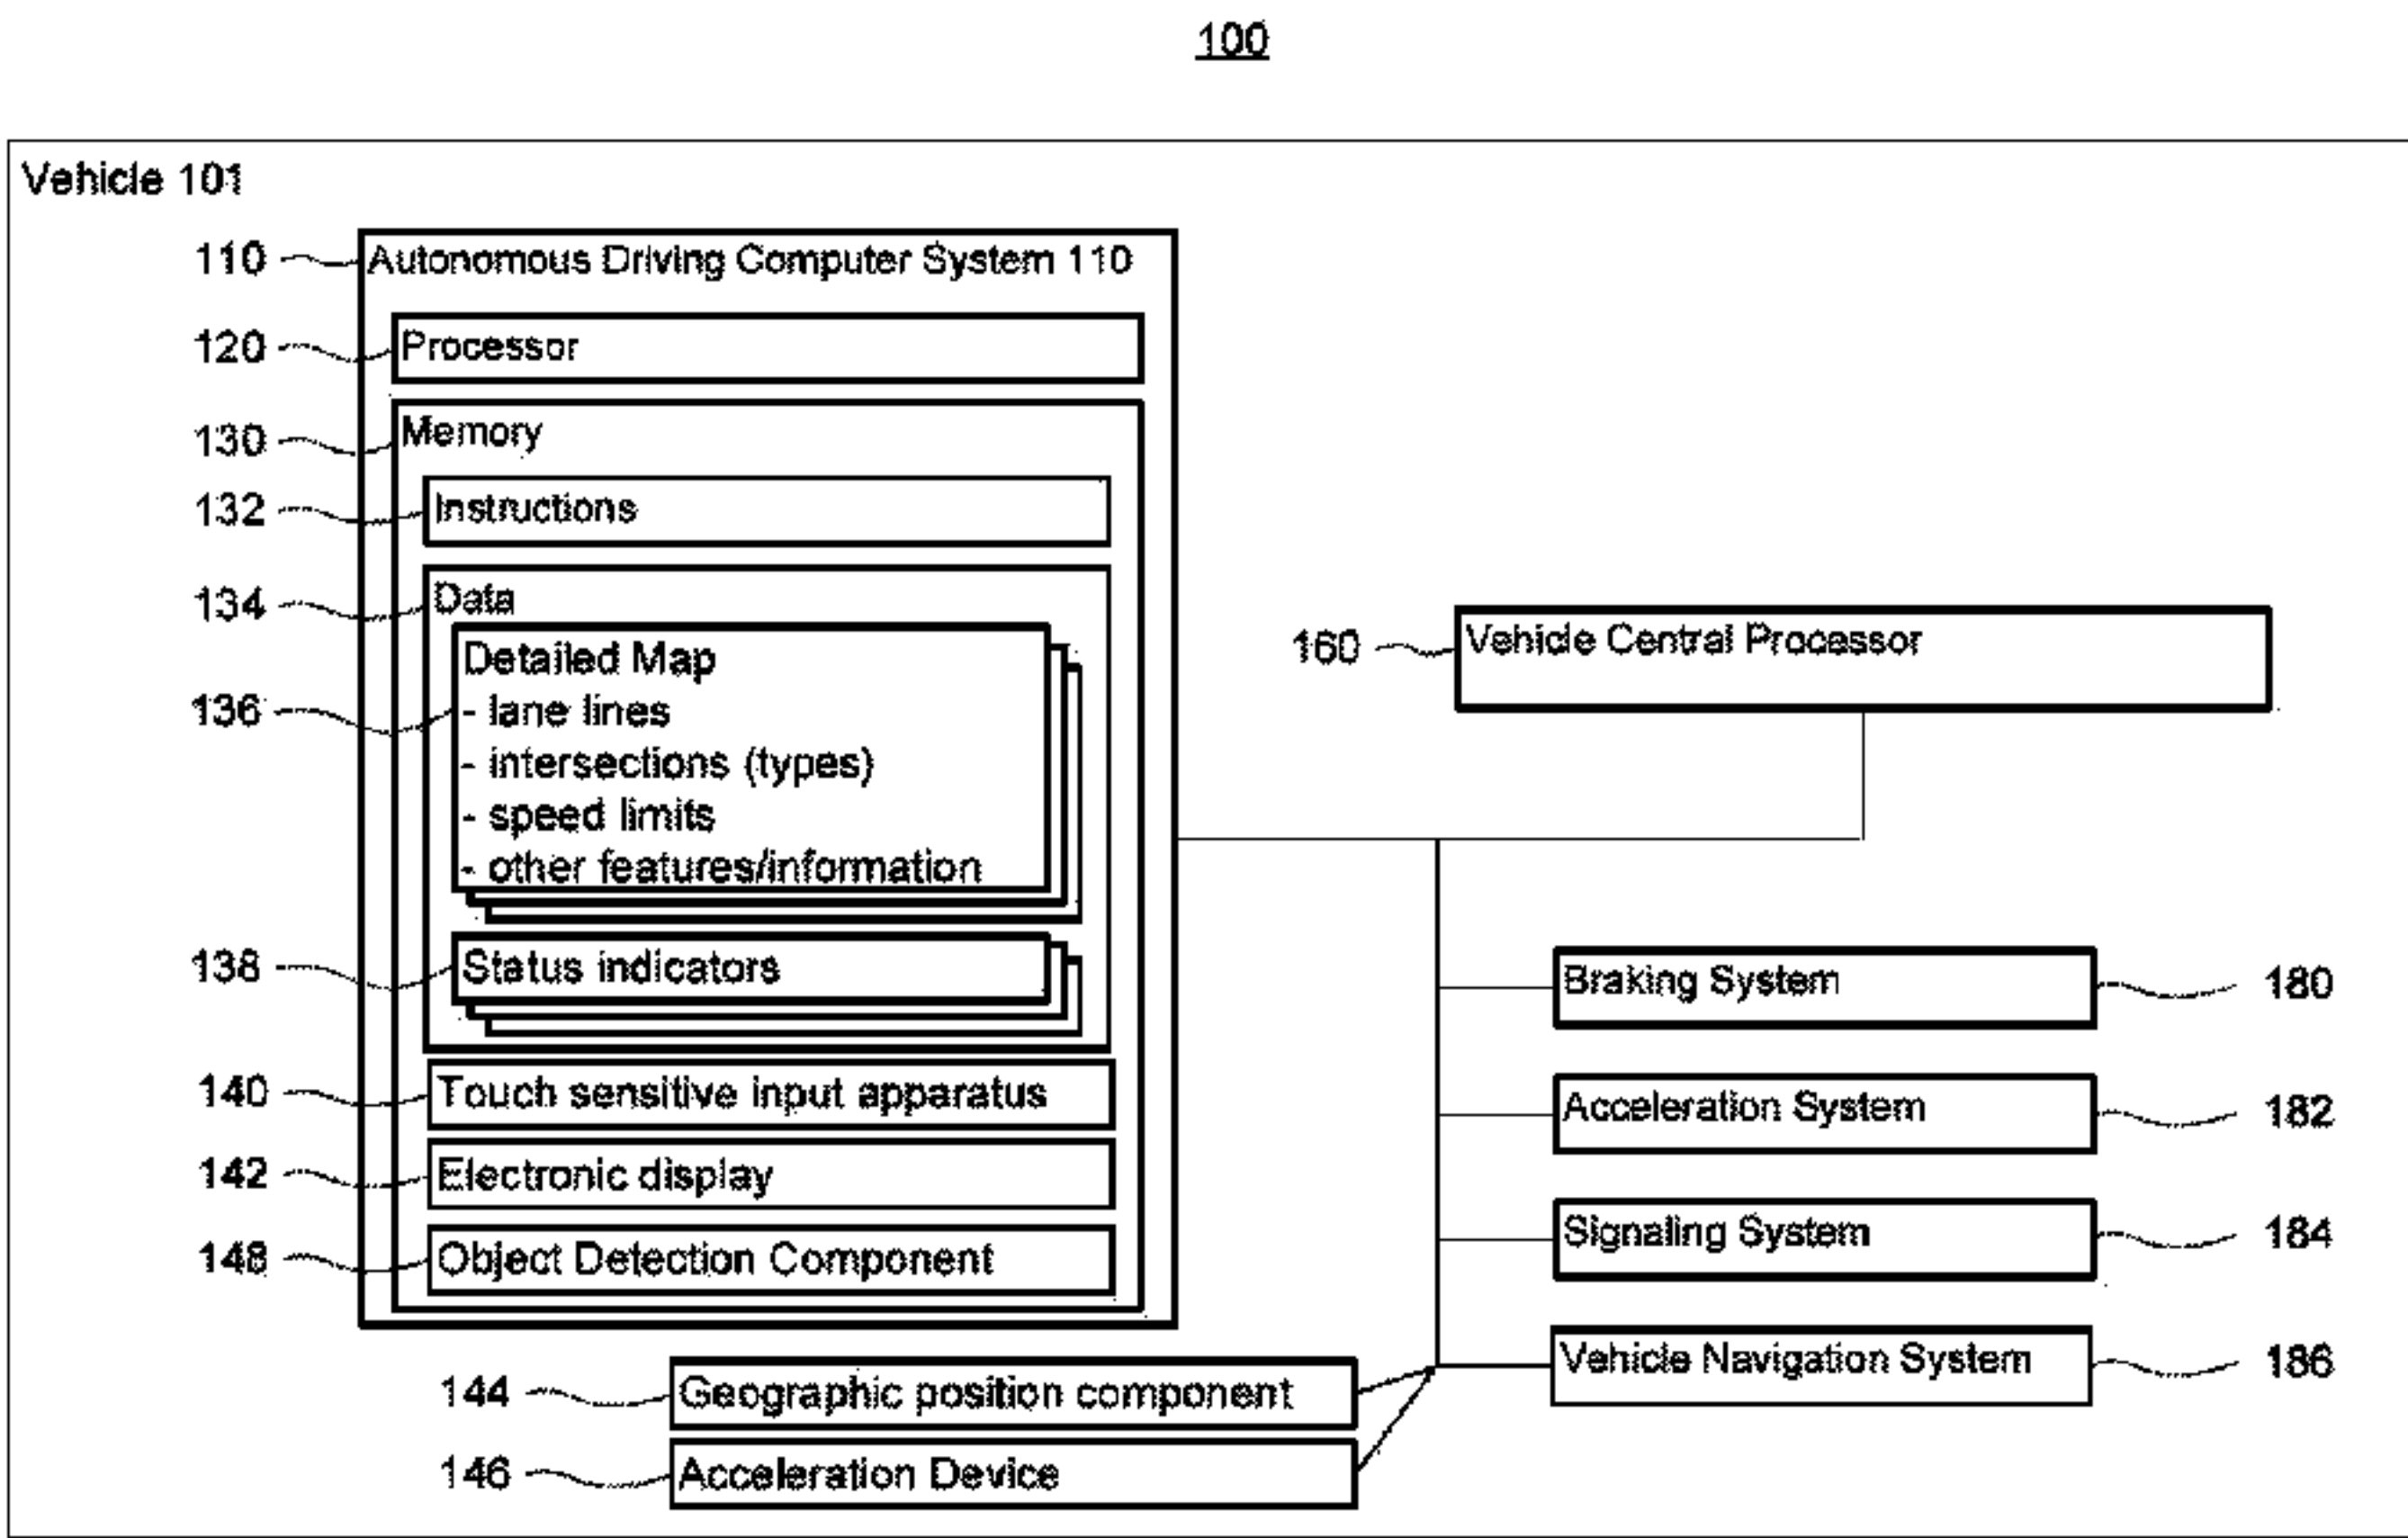 100
Vehicle 101
110 Autonomous Driving Computer System 110
120 Processor
130 Memory
132 Instructions
134 Data
Detailed Map
136 - lane lines
- intersections (types)
- speed limits
- other features/information
138 Status indicators
140 Touch sensitive input apparatus
142 Electronic display
148 Object Detection Component
144 Geographic position component
146 Acceleration Device
160 Vehicle Central Processor
Braking System 180
Acceleration System 182
Signaling System 184
Vehicle Navigation System 186